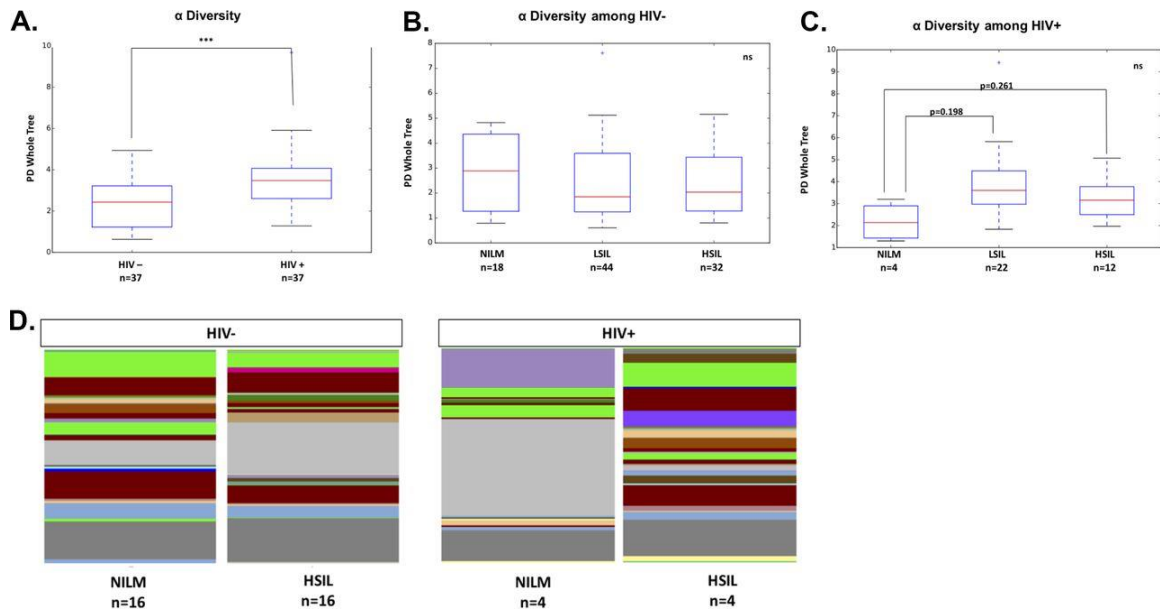 A.
α Diversity
***
10
8
6
4
2
0
PD Whole Tree
HIV –
n=37
HIV +
n=37
B.
α Diversity among HIV-
ns
8
7
6
5
4
3
2
1
0
PD Whole Tree
NILM
n=18
LSIL
n=44
HSIL
n=32
C.
α Diversity among HIV+
ns
p=0.261
p=0.198
10
9
8
7
6
5
4
3
2
1
PD Whole Tree
NILM
n=4
LSIL
n=22
HSIL
n=12
D.
HIV-
NILM
n=16
HSIL
n=16
HIV+
NILM
n=4
HSIL
n=4